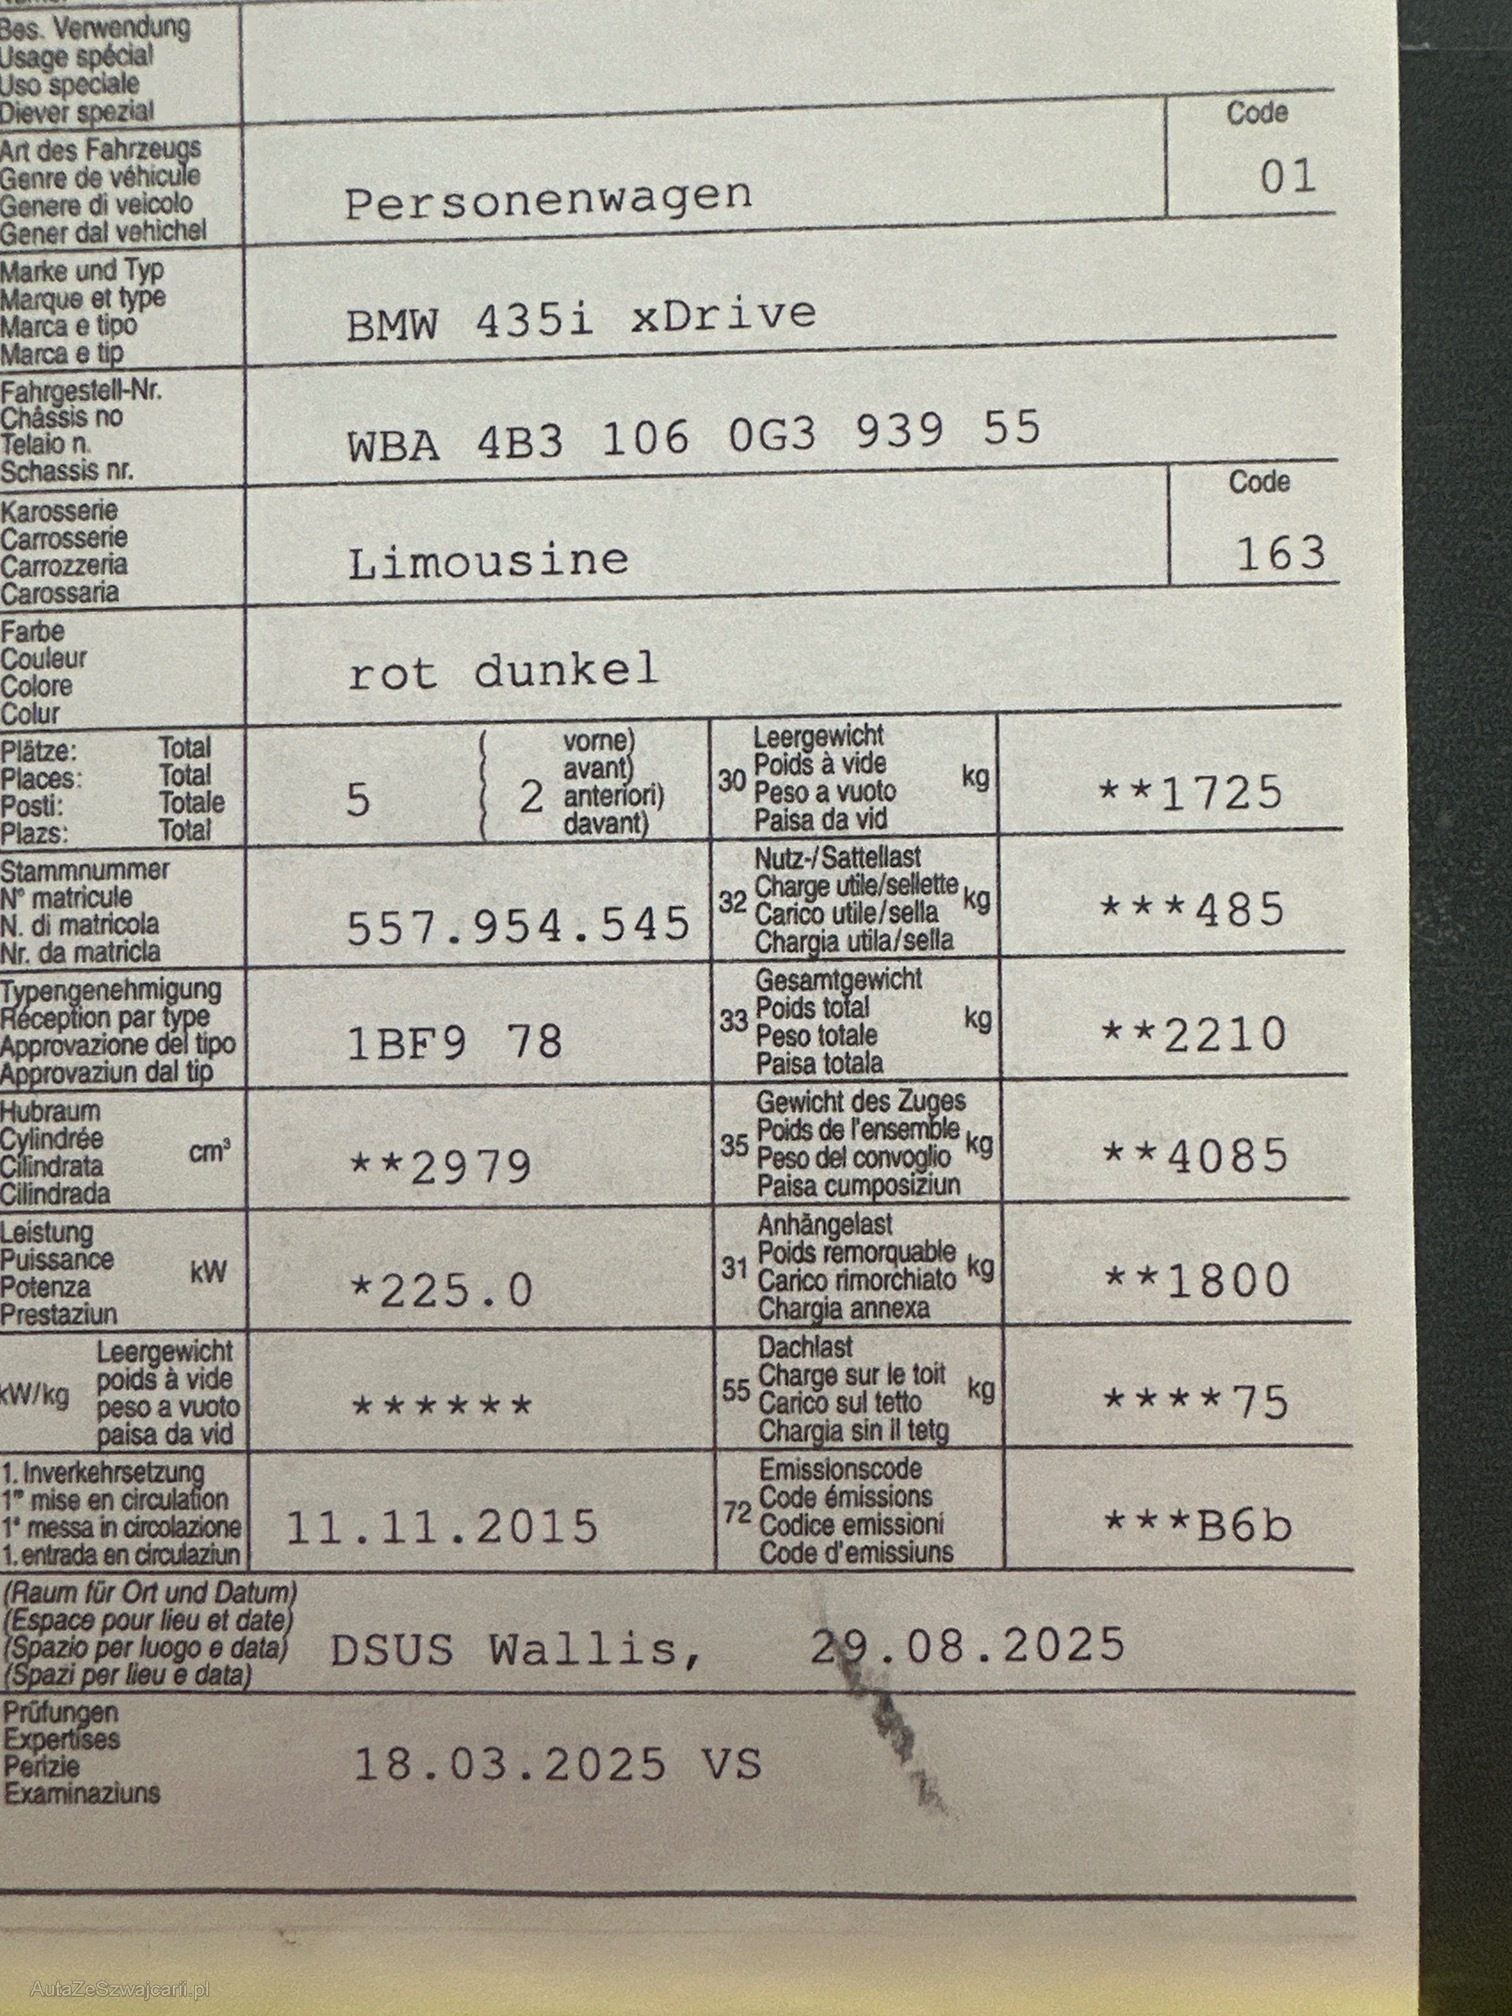 Bes. Verwendung
Usage spécial
Uso speciale
Diever spezial
Code
Art des Fahrzeugs
Genre de véhicule
Genere di veicolo
Gener dal vehichel
Personenwagen
01
Marke und Typ
Marque et type
Marca e tipo
Marca e tip
BMW 435i xDrive
Fahrgestell-Nr.
Châssis no
Telaio n.
Schassis nr.
WBA 4B3 106 0G3 939 55
Code
Karosserie
Carrosserie
Carrozzeria
Carossaria
Limousine
163
Farbe
Couleur
Colore
Colur
rot dunkel
Plätze: Total
Places: Total
Posti: Totale
Plazs: Total
5
( vorne)
( avant)
( 2 anteriori)
( davant)
30
Leergewicht
Poids à vide
Peso a vuoto
Paisa da vid
kg
**1725
Stammnummer
N° matricule
N. di matricola
Nr. da matricla
557.954.545
32
Nutz-/Sattellast
Charge utile/sellette
Carico utile/sella
Chargia utila/sella
kg
***485
Typengenehmigung
Réception par type
Approvazione del tipo
Approvaziun dal tip
1BF9 78
33
Gesamtgewicht
Poids total
Peso totale
Paisa totala
kg
**2210
Hubraum
Cylindrée
Cilindrata
Cilindrada
cm³
**2979
35
Gewicht des Zuges
Poids de l'ensemble
Peso del convoglio
Paisa cumposiziun
kg
**4085
Leistung
Puissance
Potenza
Prestaziun
kW
*225.0
31
Anhängelast
Poids remorquable
Carico rimorchiato
Chargia annexa
kg
**1800
kW/kg
Leergewicht
poids à vide
peso a vuoto
paisa da vid
******
55
Dachlast
Charge sur le toit
Carico sul tetto
Chargia sin il tetg
kg
****75
1. Inverkehrsetzung
1re mise en circulation
1a messa in circolazione
1. entrada en circulaziun
11.11.2015
72
Emissionscode
Code émissions
Codice emissioni
Code d'emissiuns
***B6b
(Raum für Ort und Datum)
(Espace pour lieu et date)
(Spazio per luogo e data)
(Spazi per lieu e data)
DSUS Wallis, 29.08.2025
Prüfungen
Expertises
Perizie
Examinaziuns
18.03.2025 VS
AutaZeSzwajcarii.pl